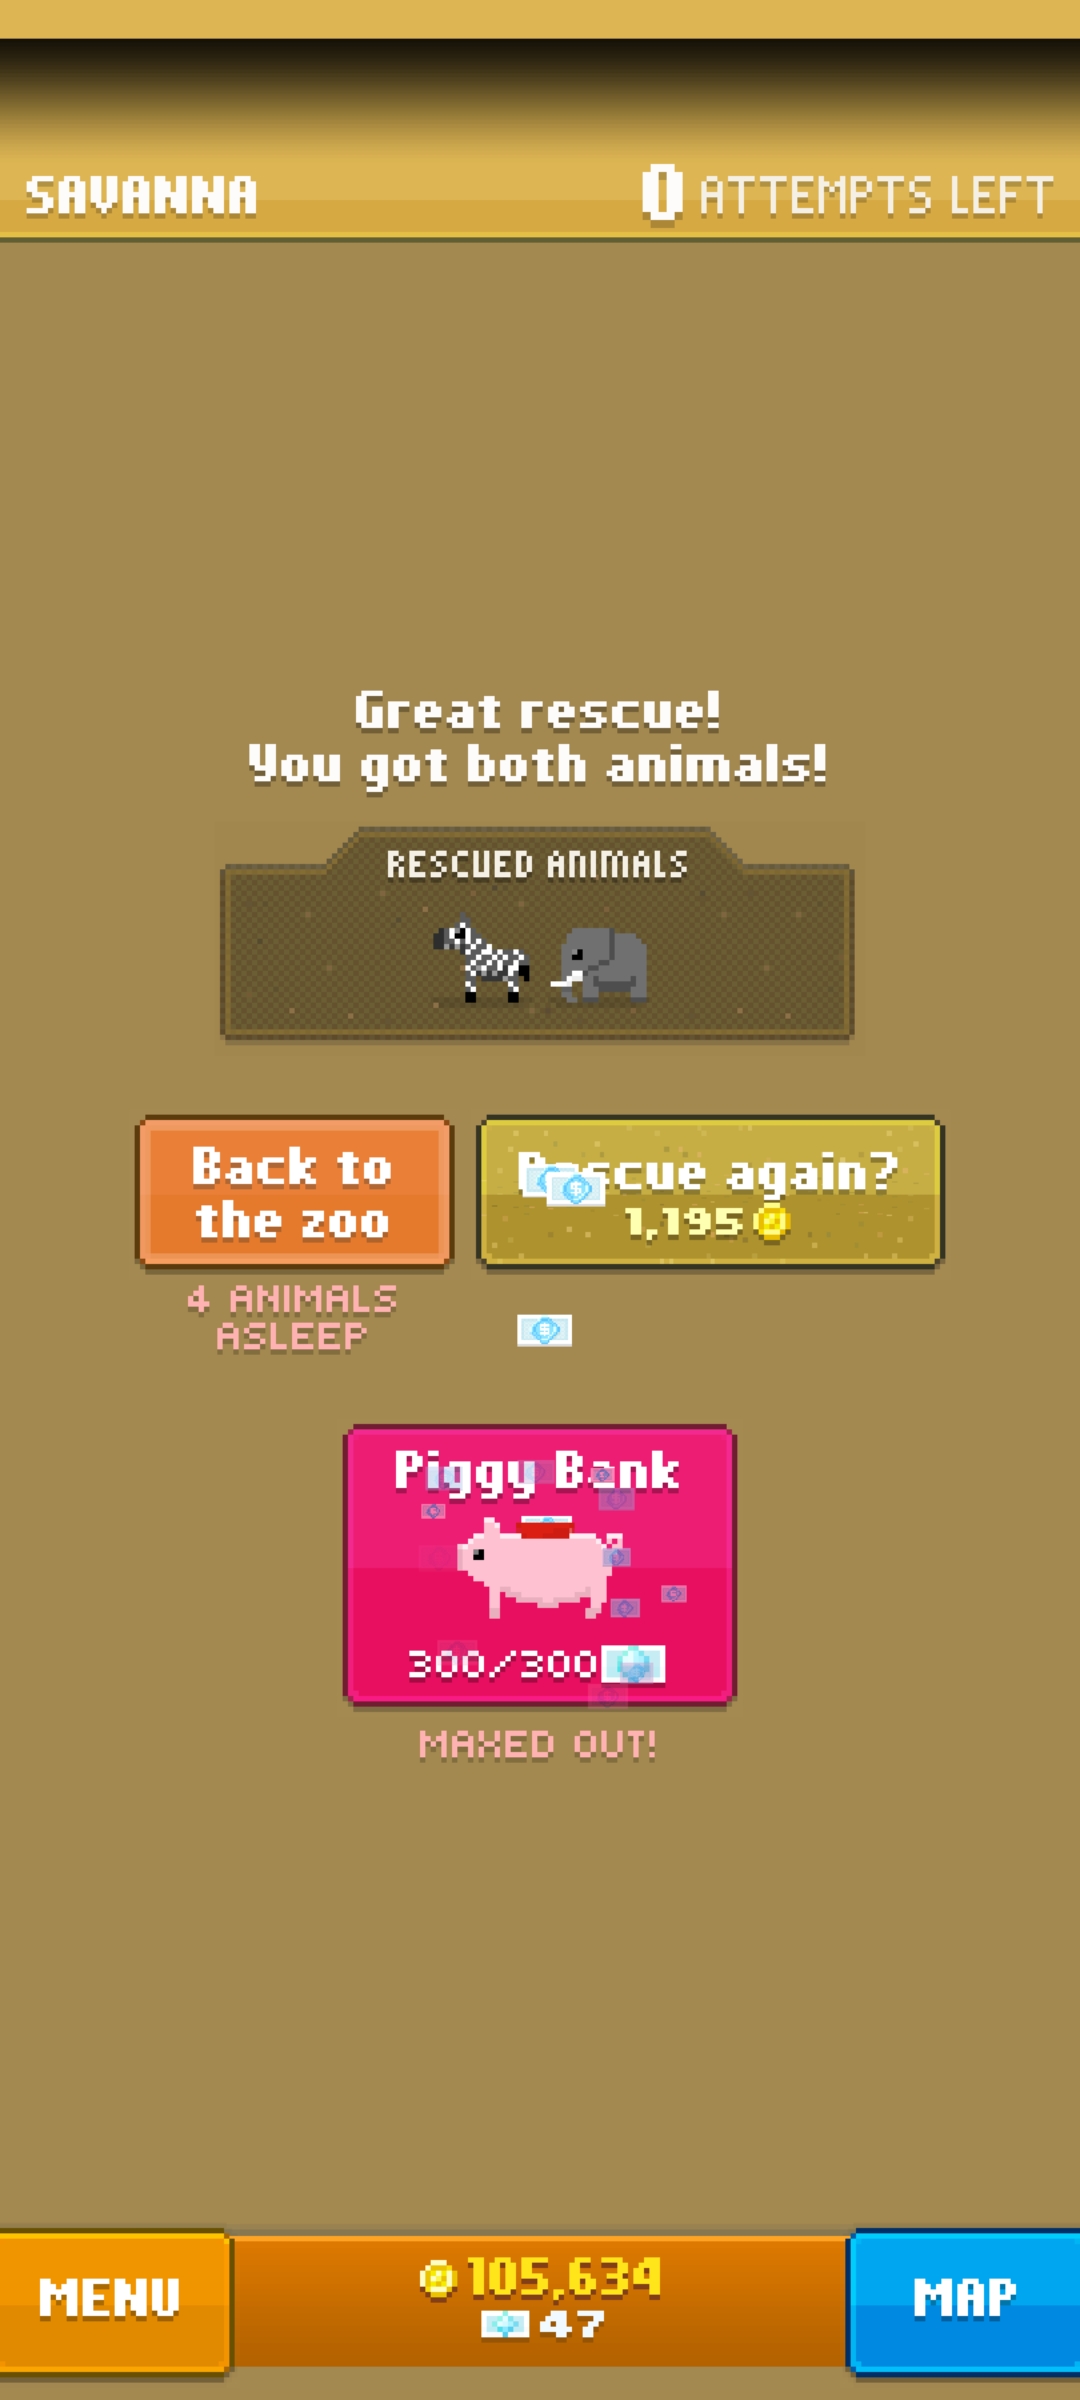 SAVANNA
0 ATTEMPTS LEFT
Great rescue!
You got both animals!
RESCUED ANIMALS
Back to
the zoo
Rescue again?
1,195
4 ANIMALS
ASLEEP
Piggy Bank
300/300
MAXED OUT!
MENU
105,634
47
MAP